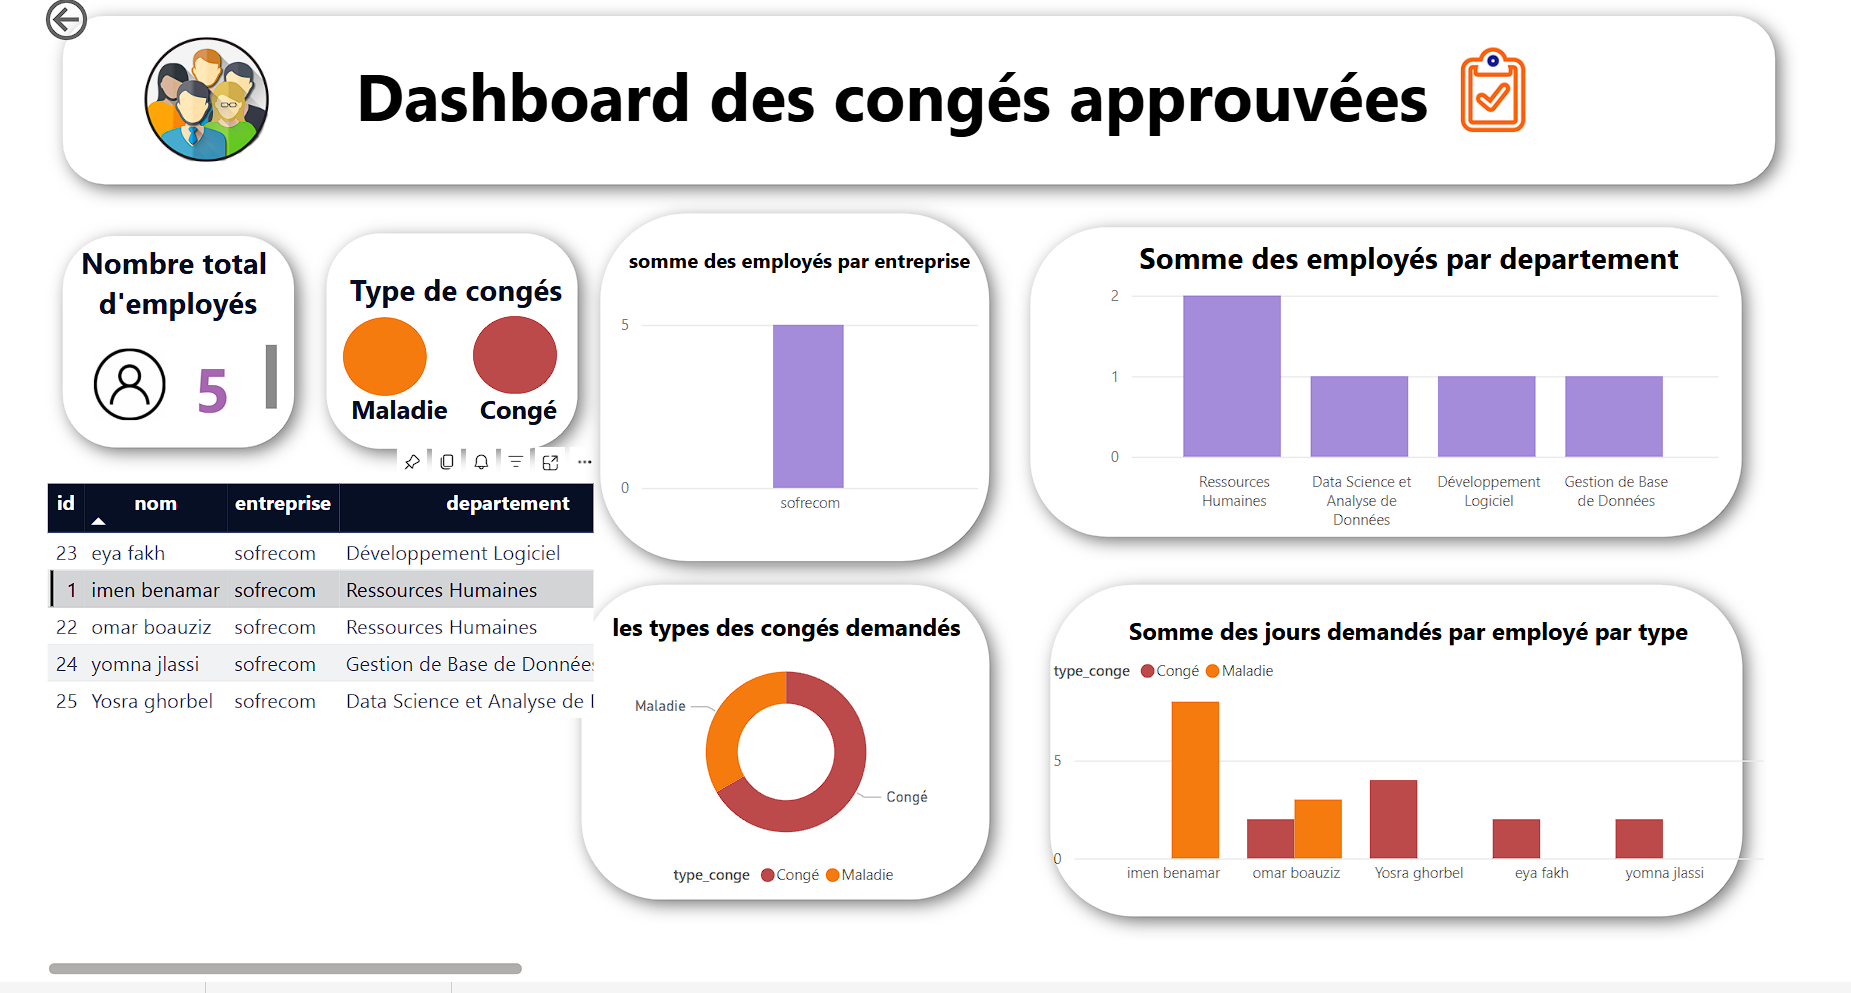 Dashboard des congés approuvées
Nombre total
d'employés
5
Type de congés
Maladie
Congé
somme des employés par entreprise
5
0
sofrecom
Somme des employés par departement
2
1
0
Ressources
Humaines
Data Science et
Analyse de
Données
Développement
Logiciel
Gestion de Base
de Données
id nom entreprise departement
23 eya fakh sofrecom Développement Logiciel
1 imen benamar sofrecom Ressources Humaines
22 omar boauziz sofrecom Ressources Humaines
24 yomna jlassi sofrecom Gestion de Base de Donnée
25 Yosra ghorbel sofrecom Data Science et Analyse de
les types des congés demandés
Maladie
Congé
type_conge Congé Maladie
Somme des jours demandés par employé par type
type_conge Congé Maladie
5
0
imen benamar
omar boauziz
Yosra ghorbel
eya fakh
yomna jlassi